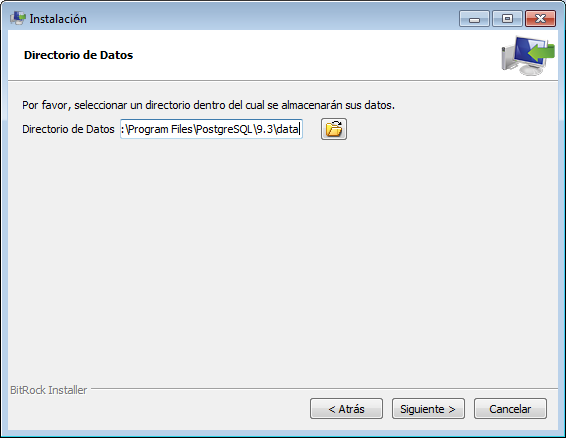 Instalación
Directorio de Datos
Por favor, seleccionar un directorio dentro del cual se almacenarán sus datos.
Directorio de Datos :\Program Files\PostgreSQL\9.3\data
BitRock Installer
< Atrás Siguiente > Cancelar